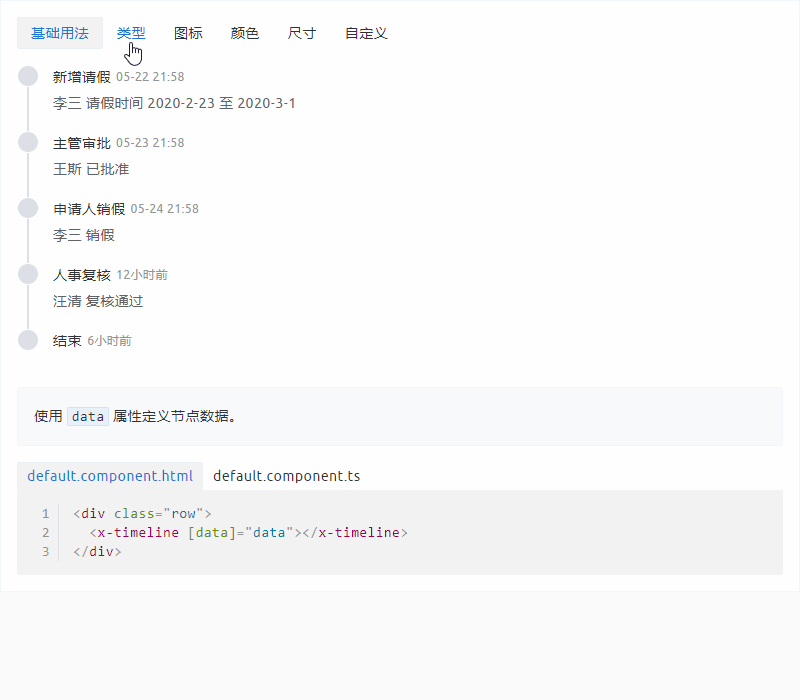 基础用法 类型 图标 颜色 尺寸 自定义
新增请假 05-22 21:58
李三 请假时间 2020-2-23 至 2020-3-1
主管审批 05-23 21:58
王斯 已批准
申请人销假 05-24 21:58
李三 销假
人事复核 12小时前
汪清 复核通过
结束 6小时前
使用 data 属性定义节点数据。
default.component.html default.component.ts
1 <div class="row">
2 <x-timeline [data]="data"></x-timeline>
3 </div>